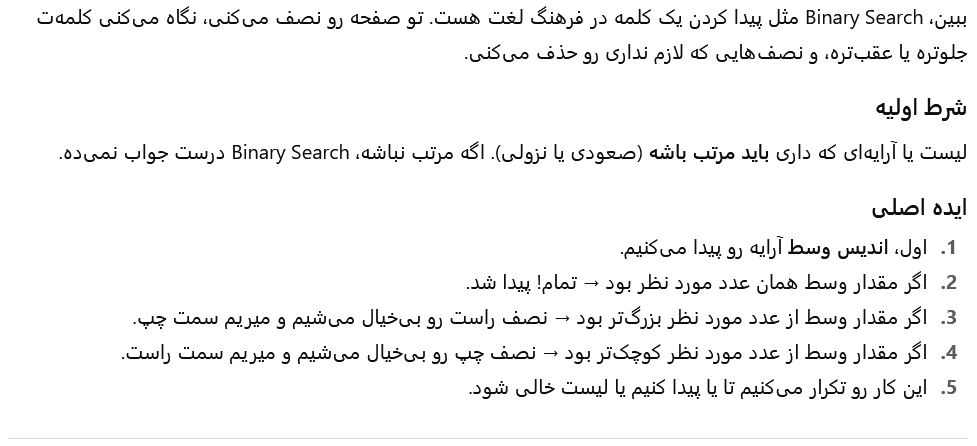 ببین، Binary Search مثل پیدا کردن یک کلمه در فرهنگ لغت هست. تو صفحه رو نصف می‌کنی، نگاه می‌کنی کلمه‌ت
جلوتره یا عقب‌تره، و نصف‌هایی که لازم نداری رو حذف می‌کنی.
شرط اولیه
لیست یا آرایه‌ای که داری باید مرتب باشه (صعودی یا نزولی). اگه مرتب نباشه، Binary Search درست جواب نمی‌ده.
ایده اصلی
1. اول، اندیس وسط آرایه رو پیدا می‌کنیم.
2. اگر مقدار وسط همان عدد مورد نظر بود → تمام! پیدا شد.
3. اگر مقدار وسط از عدد مورد نظر بزرگ‌تر بود → نصف راست رو بی‌خیال می‌شیم و میریم سمت چپ.
4. اگر مقدار وسط از عدد مورد نظر کوچک‌تر بود → نصف چپ رو بی‌خیال می‌شیم و میریم سمت راست.
5. این کار رو تکرار می‌کنیم تا یا پیدا کنیم یا لیست خالی شود.